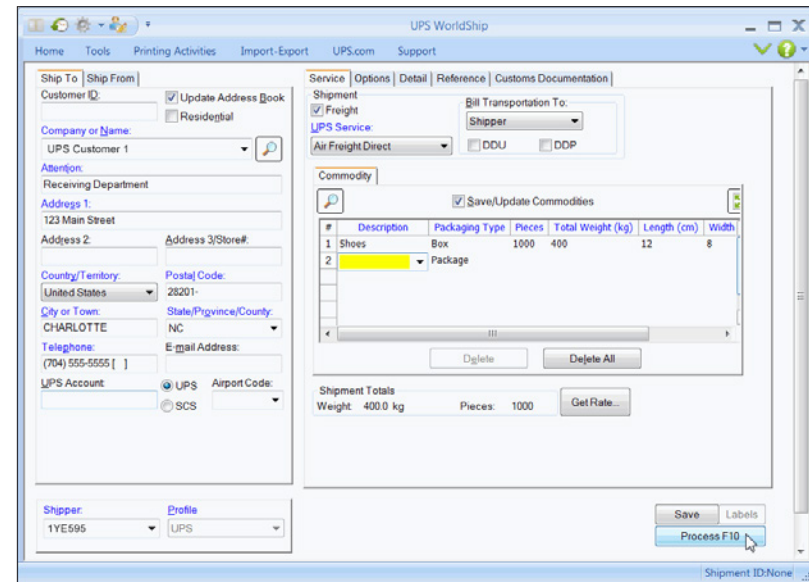 UPS WorldShip
Home Tools Printing Activities Import-Export UPS.com Support
Ship To Ship From
Customer ID:
Update Address Book
Residential
Company or Name:
UPS Customer 1
Attention:
Receiving Department
Address 1:
123 Main Street
Address 2: Address 3/Store#:
Country/Territory: Postal Code:
United States 28201-
City or Town: State/Province/County:
CHARLOTTE NC
Telephone: E-mail Address:
(704) 555-5555 [ ]
UPS Account: UPS Airport Code:
SCS
Shipper: Profile
1YE595 UPS
Service Options Detail Reference Customs Documentation
Shipment
Freight
UPS Service:
Air Freight Direct
Bill Transportation To:
Shipper
DDU DDP
Commodity
Save/Update Commodities
# Description Packaging Type Pieces Total Weight (kg) Length (cm) Width
1 Shoes Box 1000 400 12 8
2 Package
Delete Delete All
Shipment Totals
Weight: 400.0 kg Pieces: 1000 Get Rate...
Save Labels
Process F10
Shipment ID:None